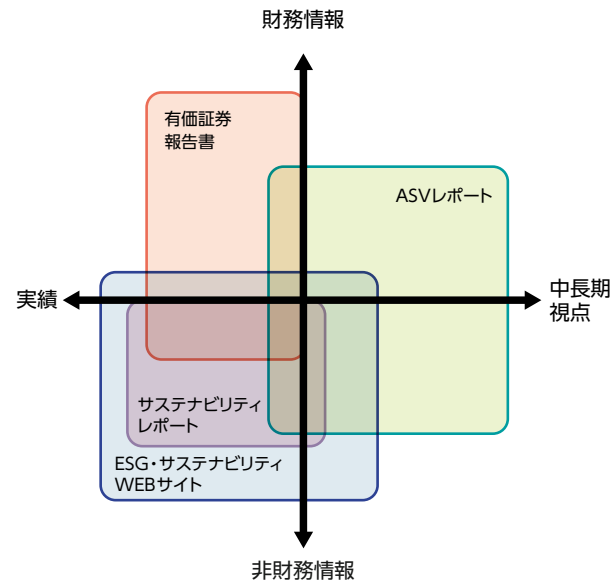 財務情報
有価証券
報告書
ASVレポート
実績
中長期
視点
サステナビリティ
レポート
ESG・サステナビリティ
WEBサイト
非財務情報